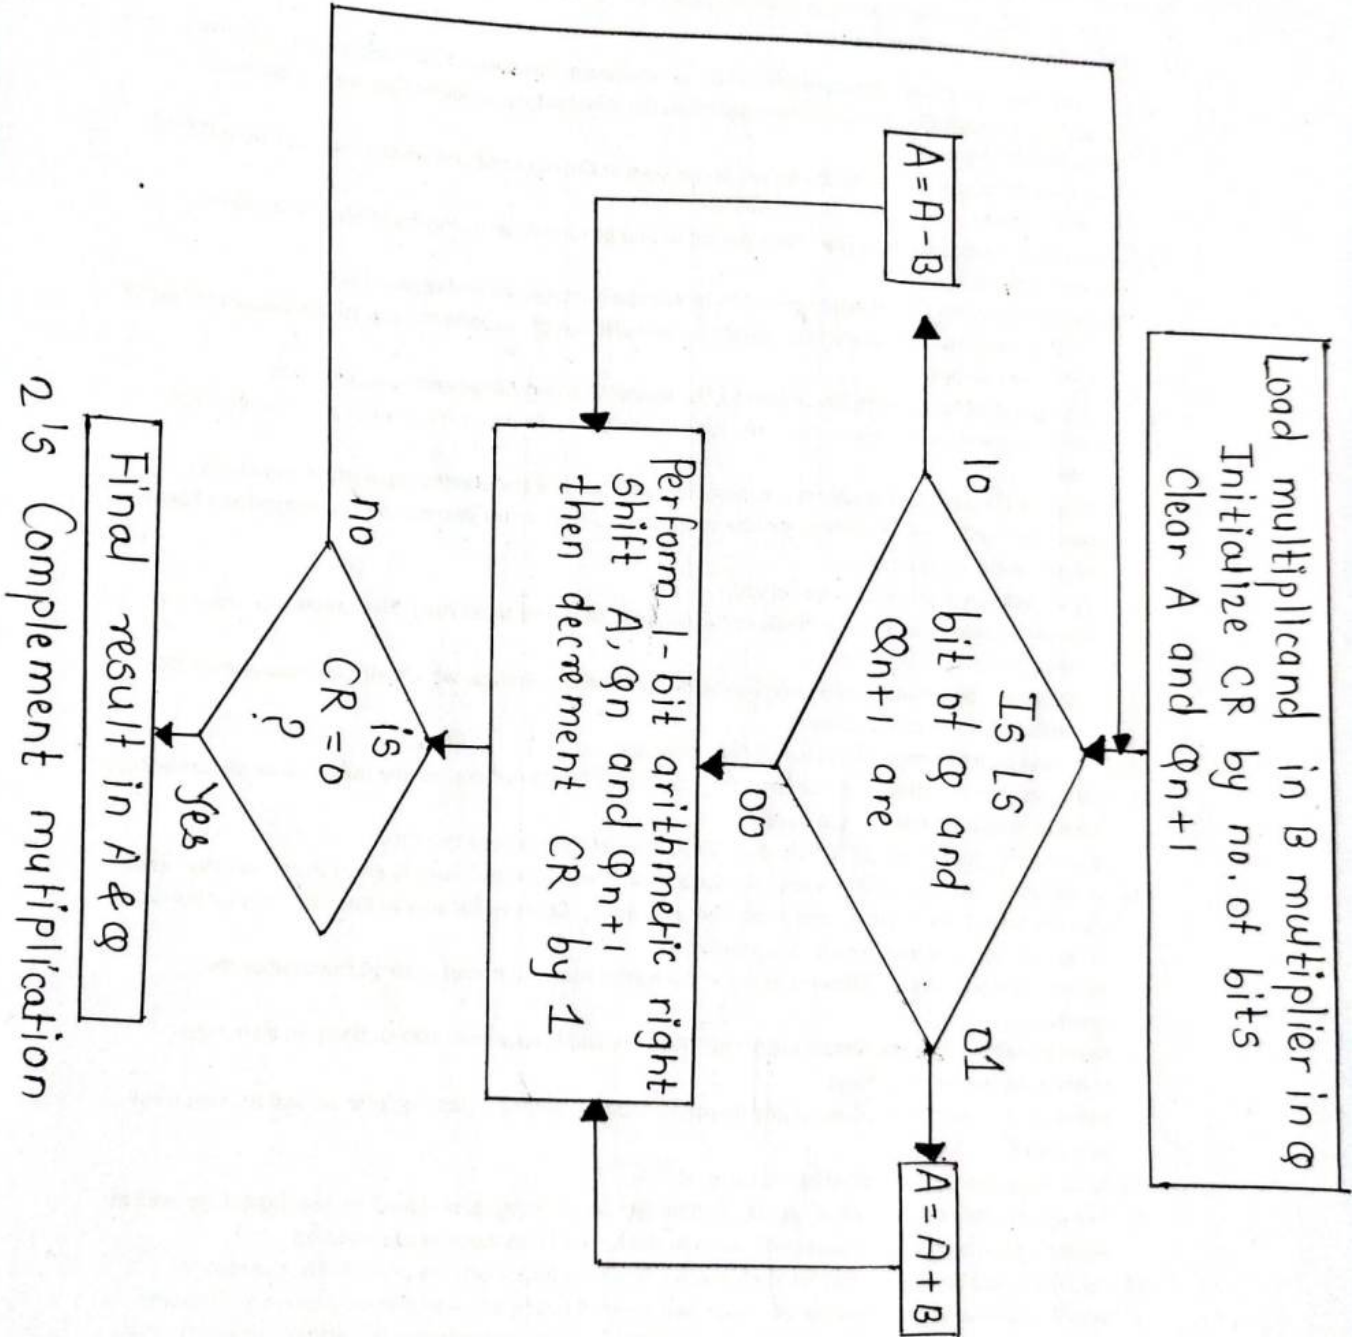 Load multiplicand in B multiplier in Q
Initialize CR by no. of bits
Clear A and Qn+1
Is LS
bit of Q and
Qn+1 are
10
01
00
A=A-B
A=A+B
Perform 1-bit arithmetic right
Shift A, Qn and Qn+1
then decrement CR by 1
is
CR = 0
?
no
Yes
Final result in A & Q
2's Complement multiplication